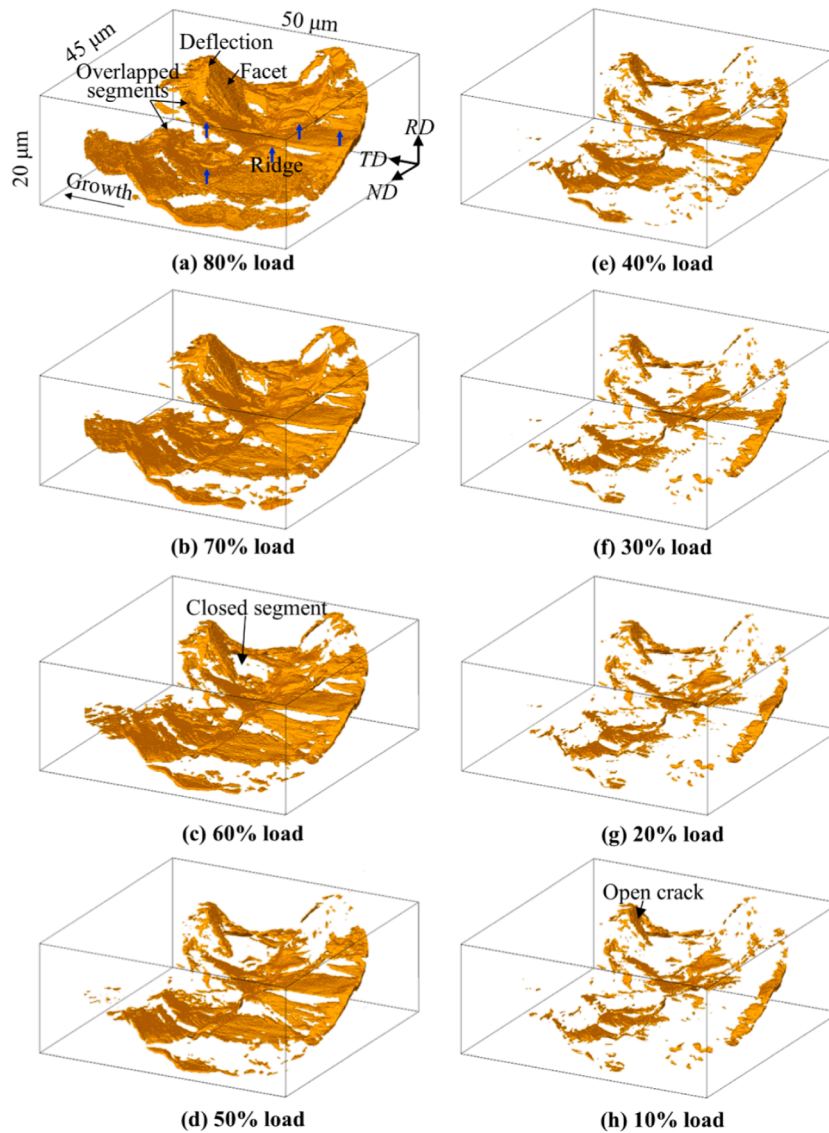 50 μm
45 μm
Deflection
Overlapped
segments
Facet
20 μm
Ridge
Growth
RD
TD
ND
(a) 80% load
(e) 40% load
(b) 70% load
(f) 30% load
Closed segment
(c) 60% load
(g) 20% load
Open crack
(d) 50% load
(h) 10% load